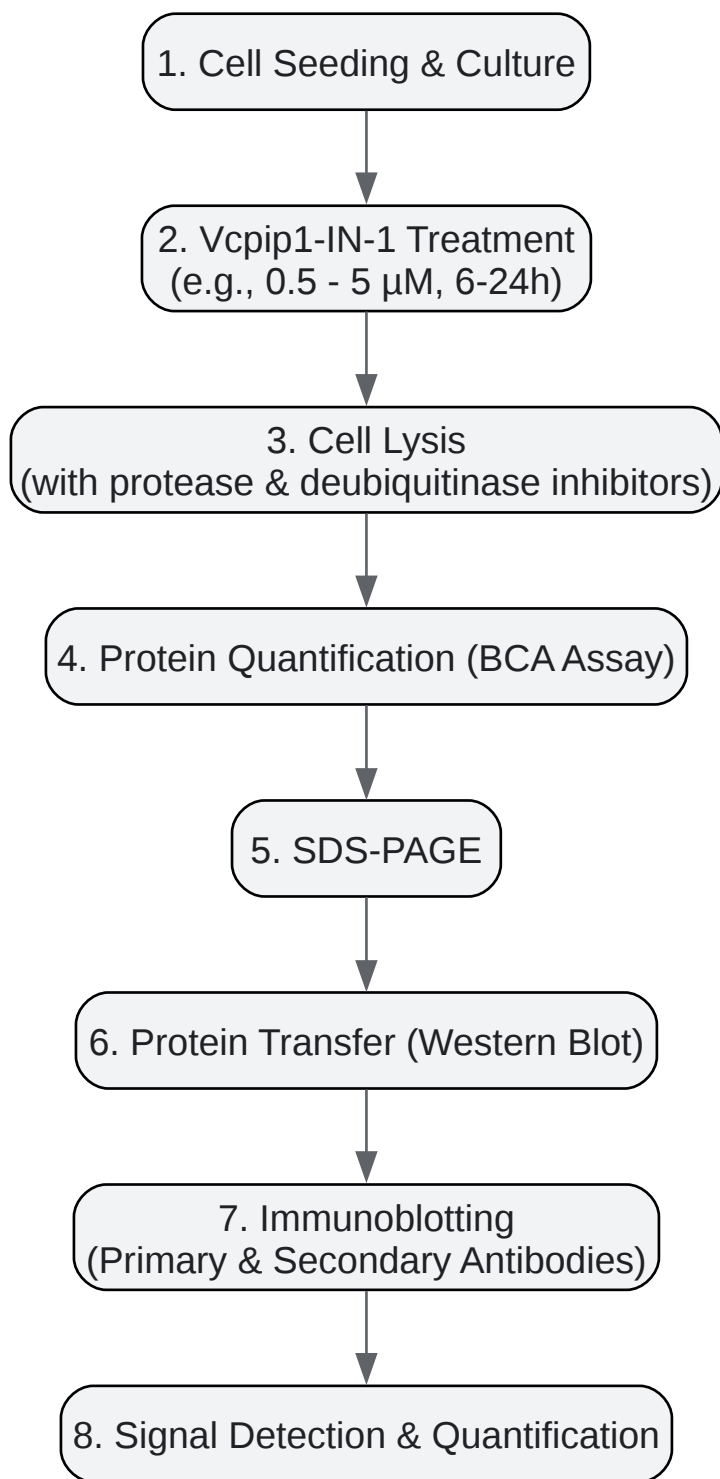 1. Cell Seeding & Culture
2. Vcpip1-IN-1 Treatment
(e.g., 0.5 - 5 µM, 6-24h)
3. Cell Lysis
(with protease & deubiquitinase inhibitors)
4. Protein Quantification (BCA Assay)
5. SDS-PAGE
6. Protein Transfer (Western Blot)
7. Immunoblotting
(Primary & Secondary Antibodies)
8. Signal Detection & Quantification